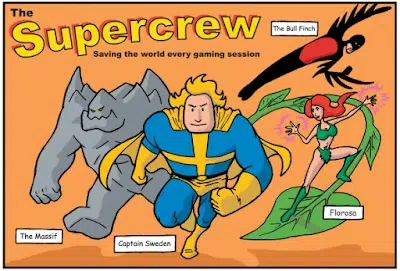 The
Supercrew
Saving the world every gaming session
The Bull Finch
Florosa
The Massif
Captain Sweden